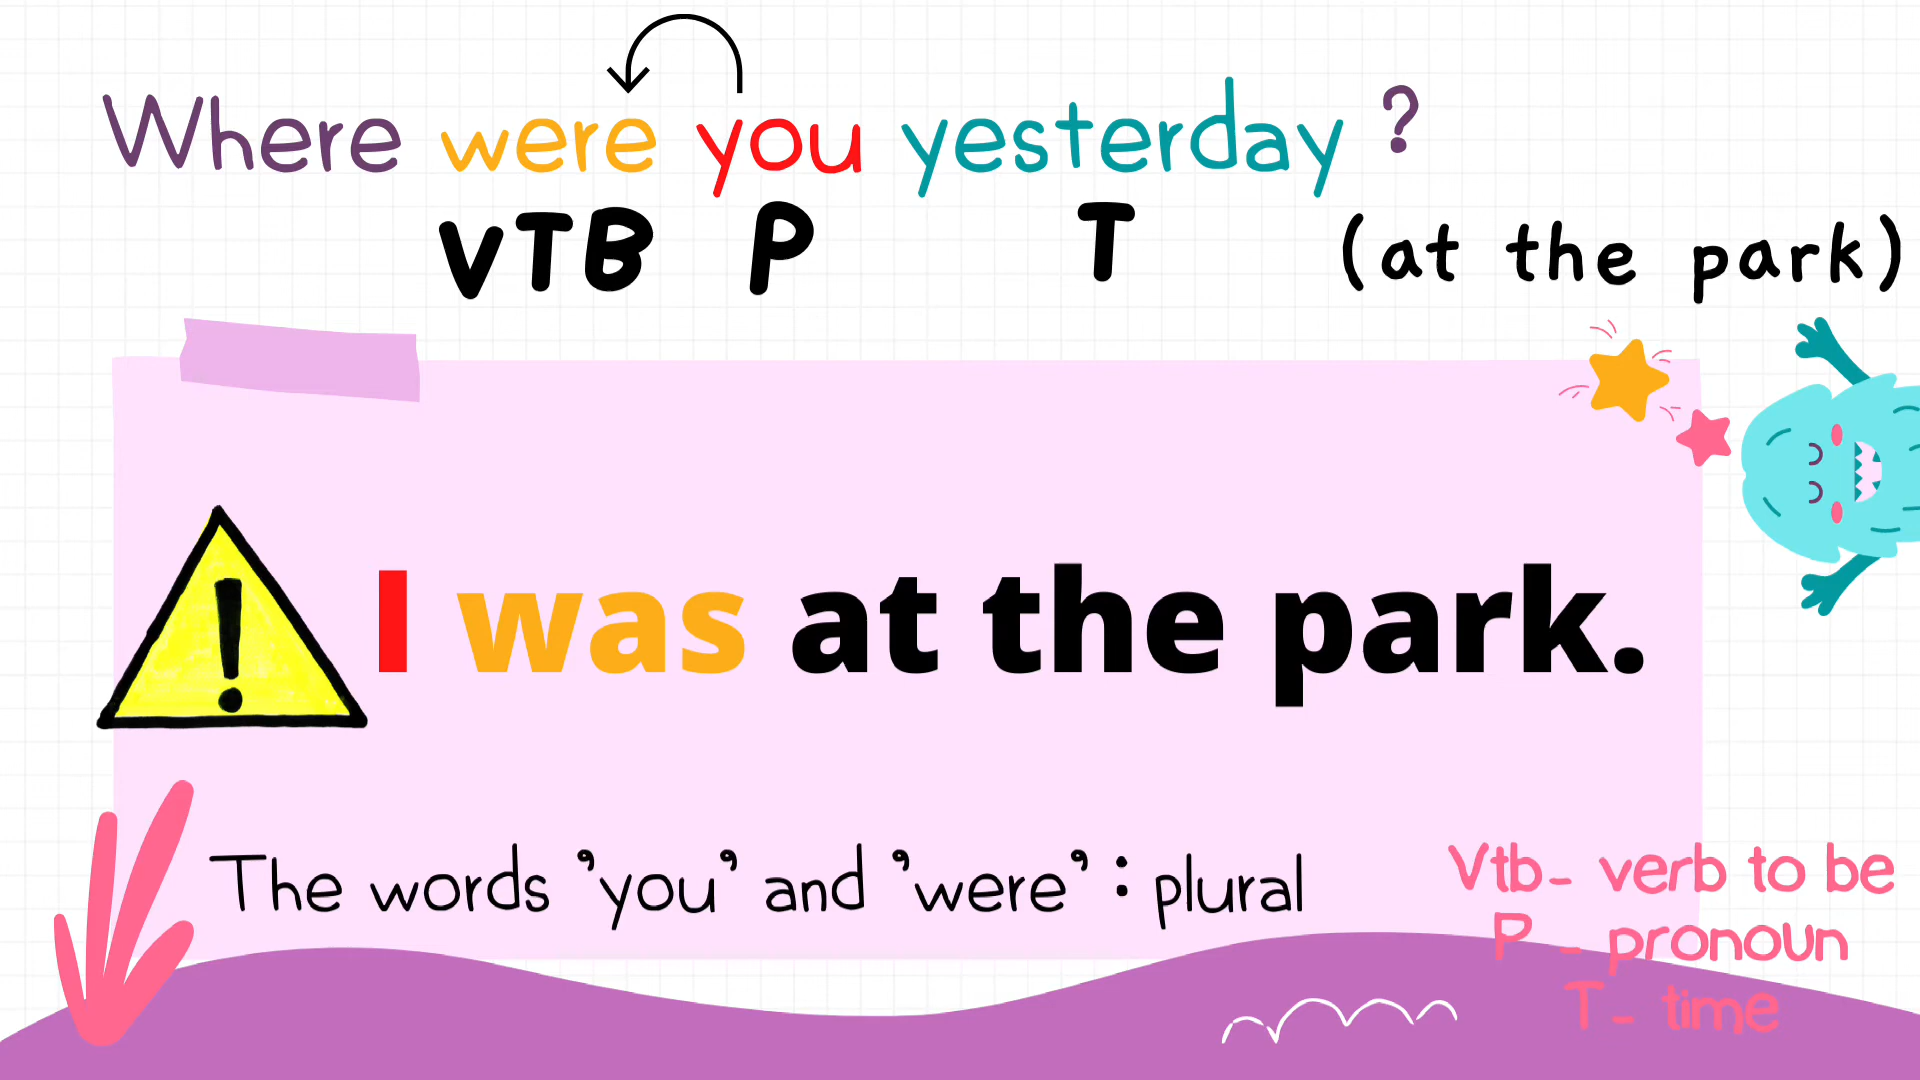 Where were you yesterday ?
VTB P T (at the park)
! I was at the park.
The words ’you’ and ’were’ : plural
Vtb- verb to be
P - pronoun
T - time